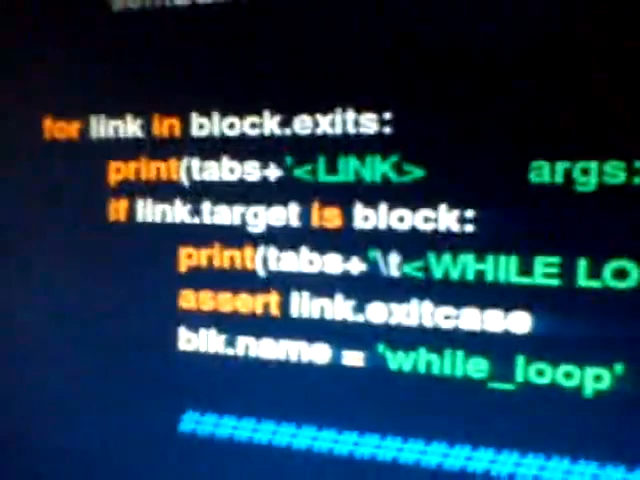 for link in block.exits:
print(tabs+'<LINK> args:
if link.target is block:
print(tabs+'\t<WHILE LO
assert link.exitcase
blk.name = 'while_loop'